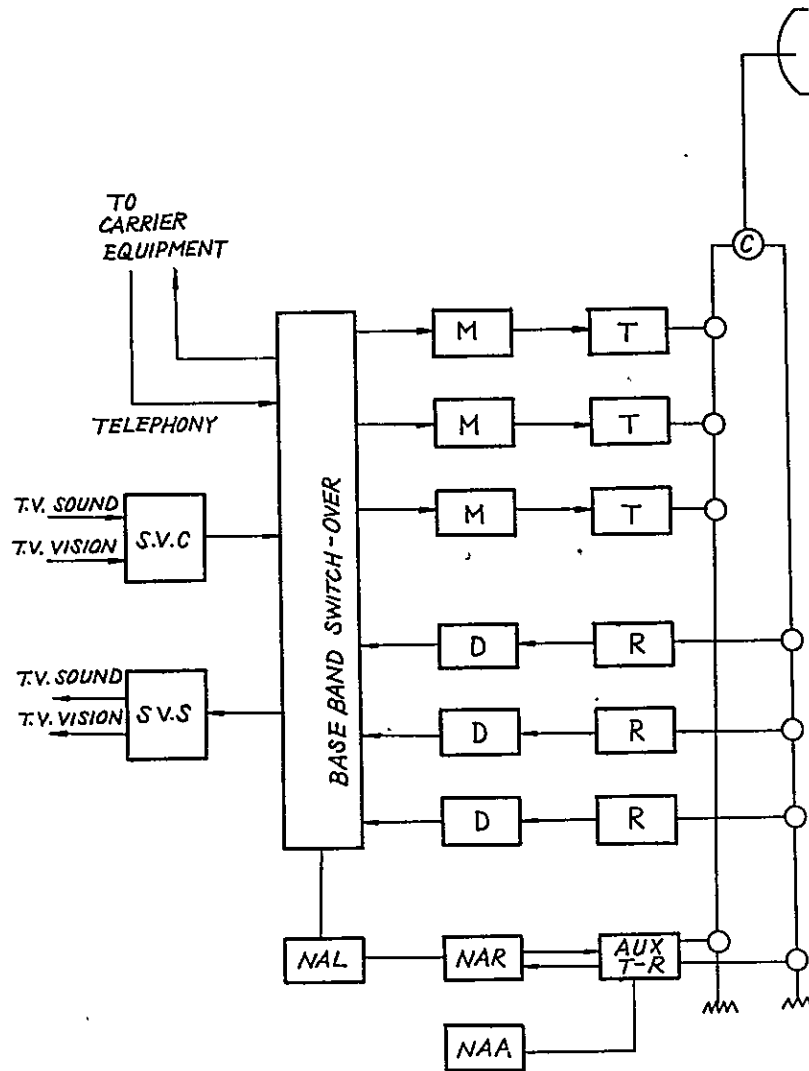 TO
CARRIER
EQUIPMENT
C
M
T
TELEPHONY
M
T
T.V. SOUND
T.V. VISION
S.V.C
M
T
BASE BAND SWITCH-OVER
D
R
T.V. SOUND
T.V. VISION
S V.S
D
R
D
R
NAL
NAR
AUX
T-R
NAA